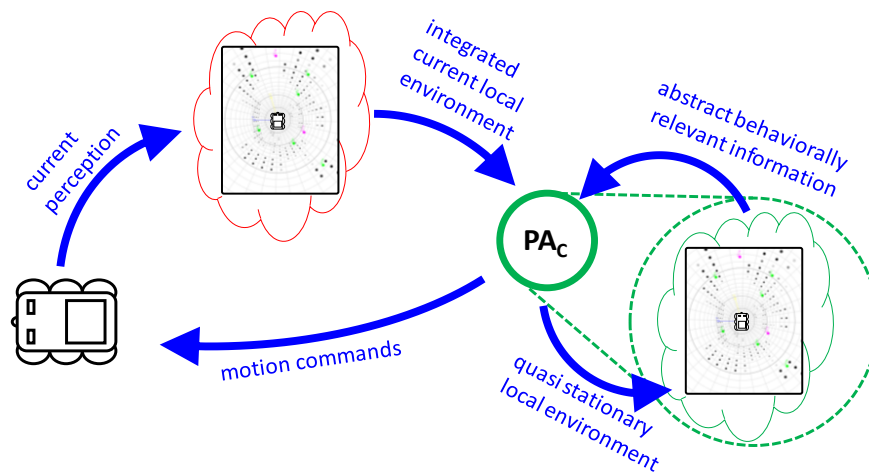 integrated
current local
environment
current
perception
abstract behaviorally
relevant information
PAC
motion commands
quasi stationary
local environment